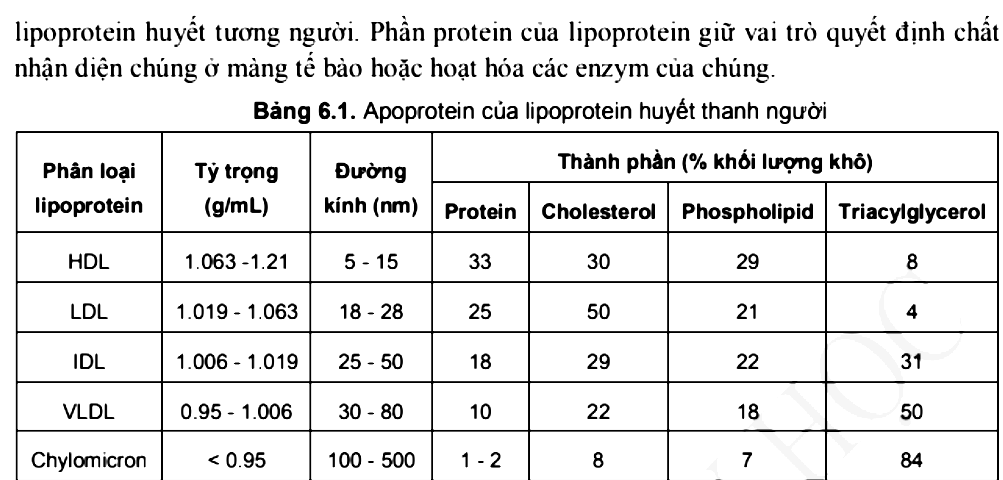 lipoprotein huyết tương người. Phần protein của lipoprotein giữ vai trò quyết định chất
nhận diện chúng ở màng tế bào hoặc hoạt hóa các enzym của chúng.
Bảng 6.1. Apoprotein của lipoprotein huyết thanh người
Phân loại lipoprotein Tỷ trọng (g/mL) Đường kính (nm) Thành phần (% khối lượng khô)
Protein Cholesterol Phospholipid Triacylglycerol
HDL 1.063 -1.21 5 - 15 33 30 29 8
LDL 1.019 - 1.063 18 - 28 25 50 21 4
IDL 1.006 - 1.019 25 - 50 18 29 22 31
VLDL 0.95 - 1.006 30 - 80 10 22 18 50
Chylomicron < 0.95 100 - 500 1 - 2 8 7 84
HỌC